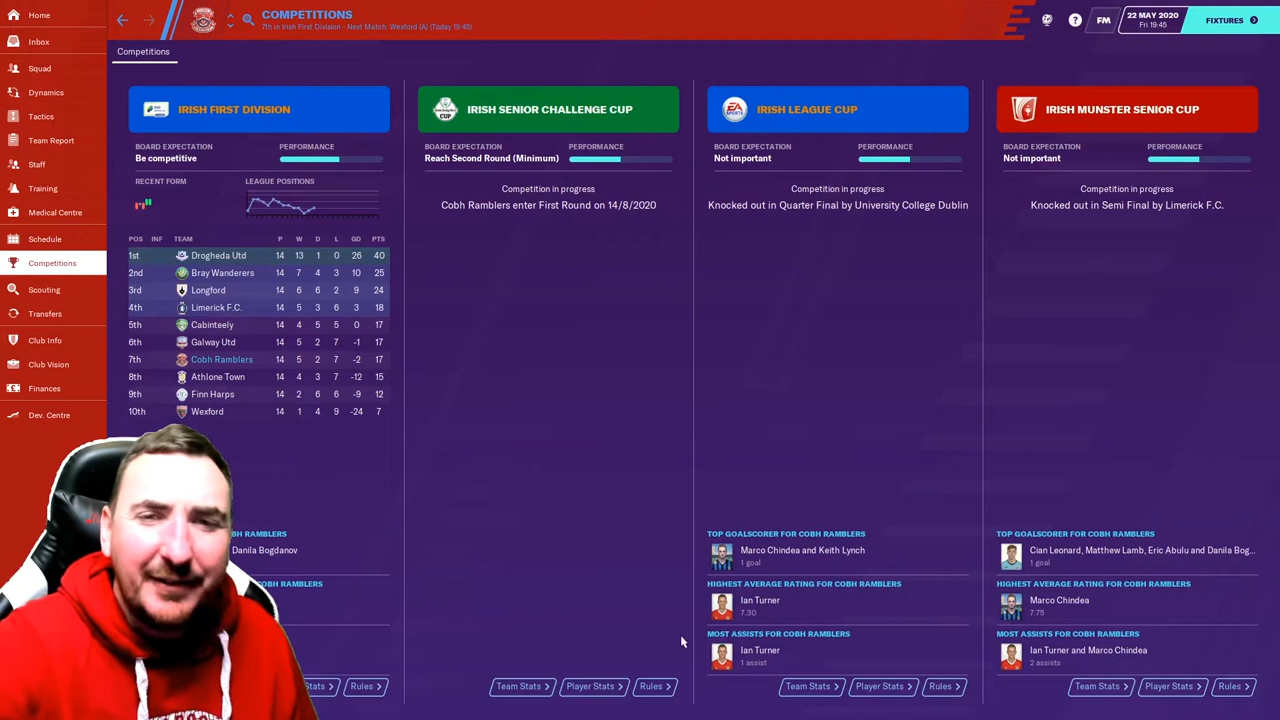 Home
Inbox
Squad
Dynamics
Tactics
Team Report
Staff
Training
Medical Centre
Schedule
Competitions
Scouting
Transfers
Club Info
Club Vision
Finances
Dev. Centre
COMPETITIONS
7th in Irish First Division - Next Match: Wexford (A) (Today 19:45)
?
FM
22 MAY 2020
Fri 19:45
FIXTURES
Competitions
IRISH FIRST DIVISION
BOARD EXPECTATION PERFORMANCE
Be competitive
RECENT FORM LEAGUE POSITIONS
POS INF TEAM P W D L GD PTS
1st Drogheda Utd 14 13 1 0 26 40
2nd Bray Wanderers 14 7 4 3 10 25
3rd Longford 14 6 6 2 9 24
4th Limerick F.C. 14 5 3 6 3 18
5th Cabinteely 14 4 5 5 0 17
6th Galway Utd 14 5 2 7 -1 17
7th Cobh Ramblers 14 5 2 7 -2 17
8th Athlone Town 14 4 3 7 -12 15
9th Finn Harps 14 2 6 6 -9 12
10th Wexford 14 1 4 9 -24 7
BH RAMBLERS
Danila Bogdanov
COBH RAMBLERS
Stats Rules
IRISH SENIOR CHALLENGE CUP
BOARD EXPECTATION PERFORMANCE
Reach Second Round (Minimum)
Competition in progress
Cobh Ramblers enter First Round on 14/8/2020
Team Stats Player Stats Rules
EA SPORTS
IRISH LEAGUE CUP
BOARD EXPECTATION PERFORMANCE
Not important
Competition in progress
Knocked out in Quarter Final by University College Dublin
TOP GOALSCORER FOR COBH RAMBLERS
Marco Chindea and Keith Lynch
1 goal
HIGHEST AVERAGE RATING FOR COBH RAMBLERS
Ian Turner
7.30
MOST ASSISTS FOR COBH RAMBLERS
Ian Turner
1 assist
Team Stats Player Stats Rules
IRISH MUNSTER SENIOR CUP
BOARD EXPECTATION PERFORMANCE
Not important
Competition in progress
Knocked out in Semi Final by Limerick F.C.
TOP GOALSCORER FOR COBH RAMBLERS
Cian Leonard, Matthew Lamb, Eric Abulu and Danila Bog...
1 goal
HIGHEST AVERAGE RATING FOR COBH RAMBLERS
Marco Chindea
7.75
MOST ASSISTS FOR COBH RAMBLERS
Ian Turner and Marco Chindea
2 assists
Team Stats Player Stats Rules